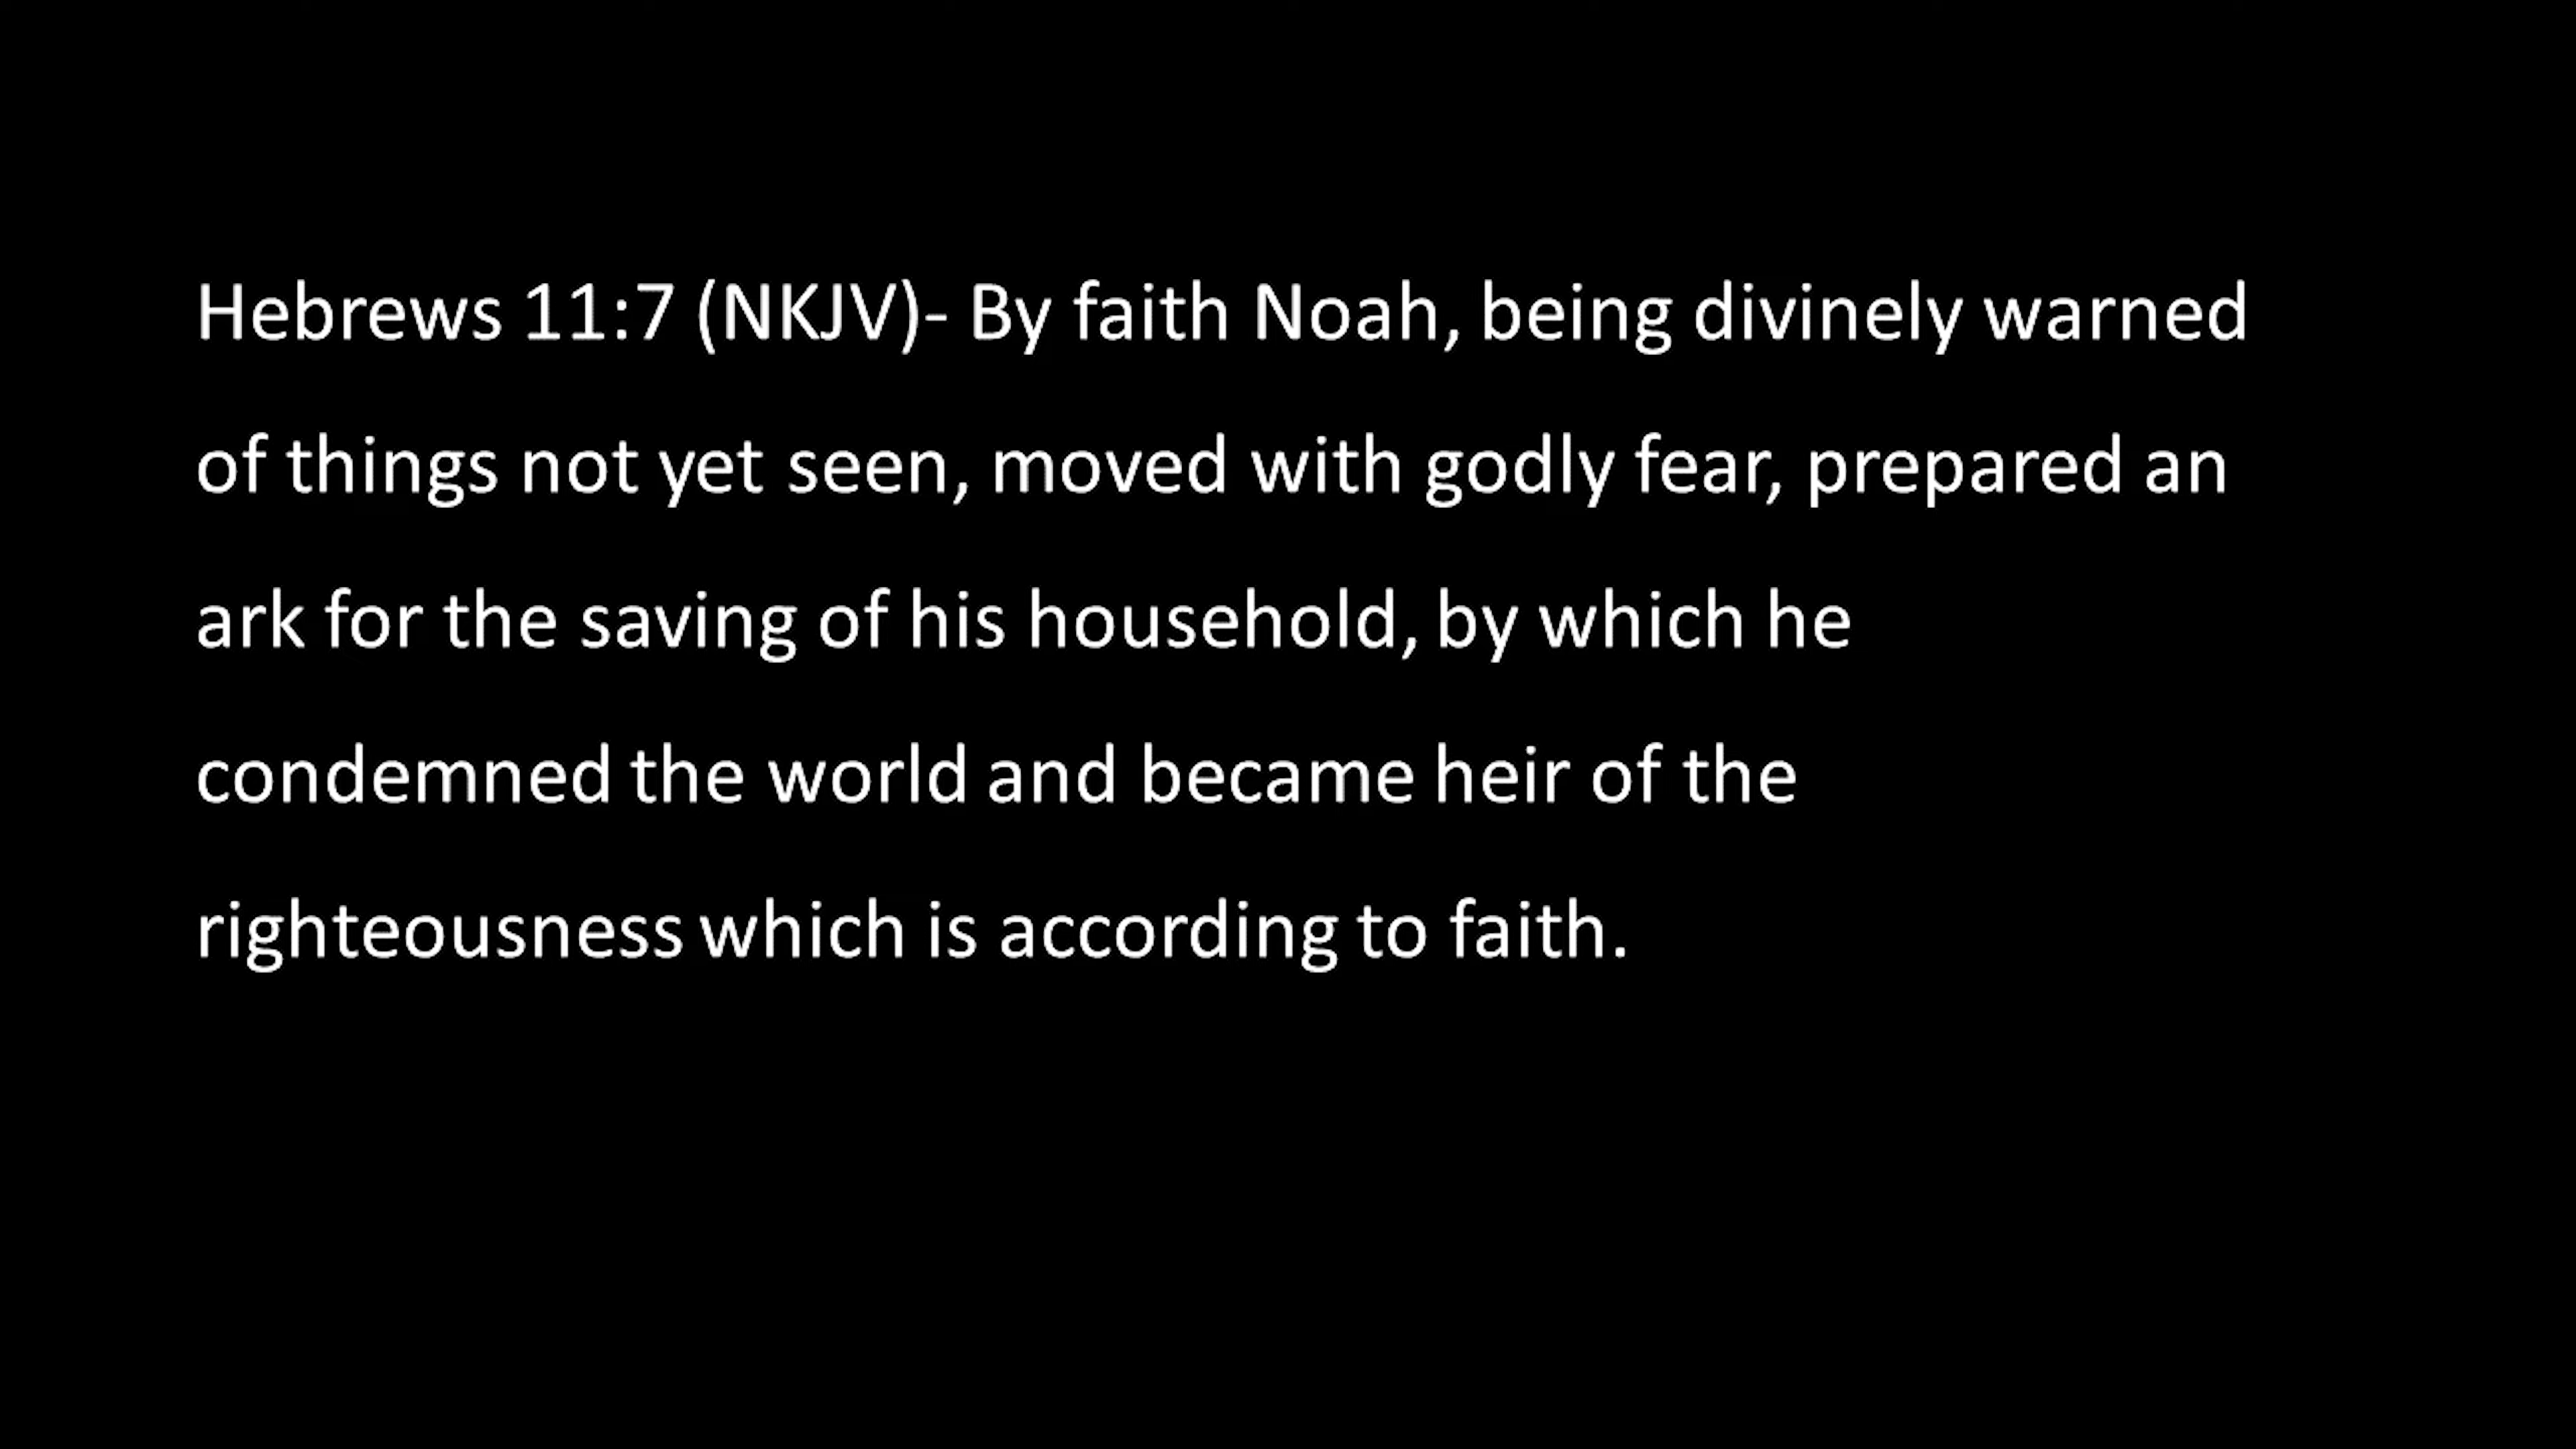 Hebrews 11:7 (NKJV)- By faith Noah, being divinely warned
of things not yet seen, moved with godly fear, prepared an
ark for the saving of his household, by which he
condemned the world and became heir of the
righteousness which is according to faith.